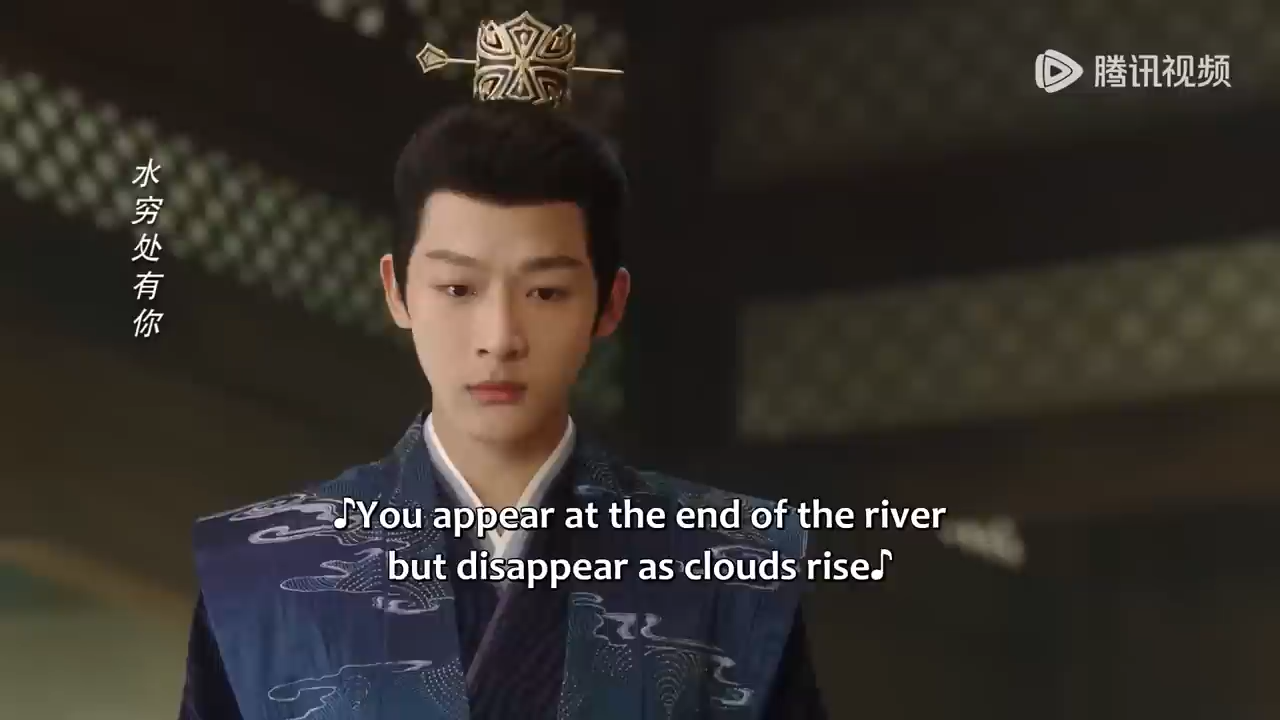 腾讯视频
水穷处有你
♪You appear at the end of the river
but disappear as clouds rise♪